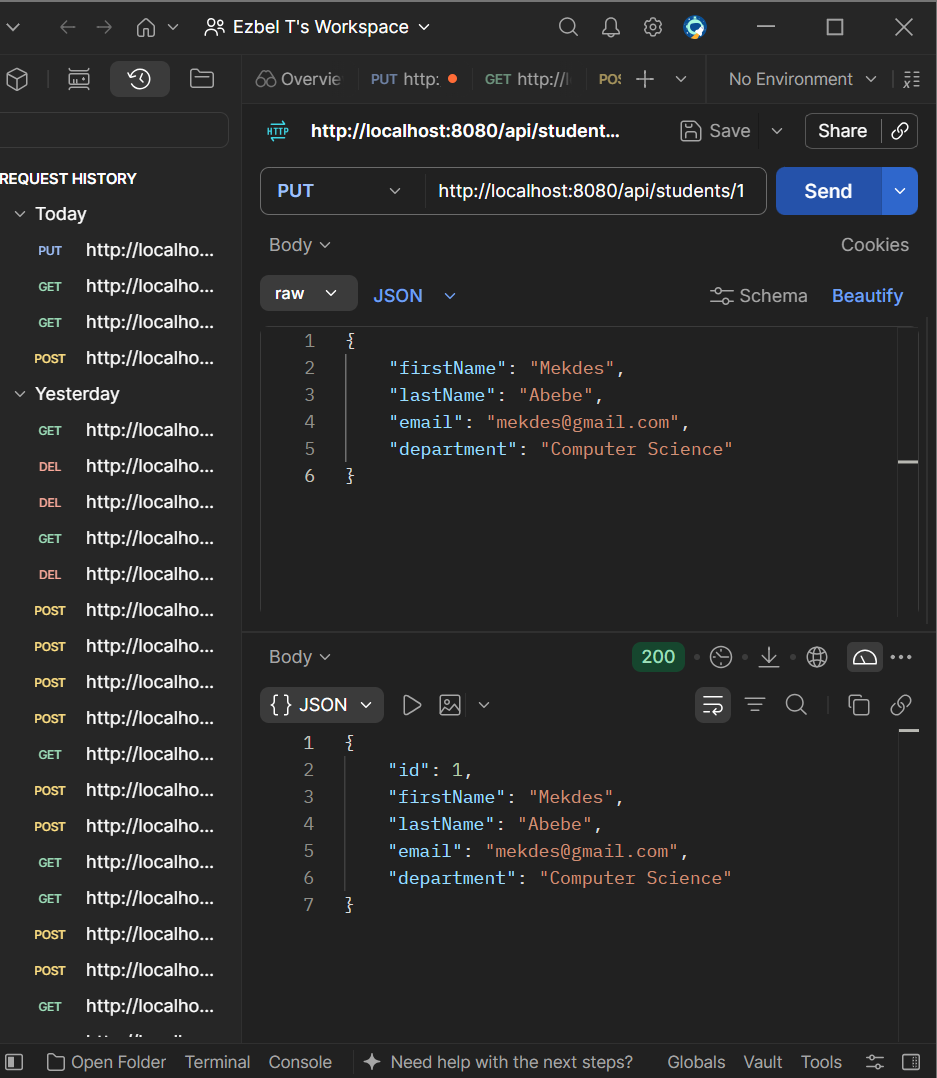 Ezbel T's Workspace
Overvie
PUT http:
GET http://
POS
No Environment
http://localhost:8080/api/student...
Save
Share
REQUEST HISTORY
PUT
http://localhost:8080/api/students/1
Send
Today
Body
Cookies
PUT http://localho...
GET http://localho...
GET http://localho...
POST http://localho...
raw
JSON
Schema
Beautify
1 {
2 "firstName": "Mekdes",
3 "lastName": "Abebe",
4 "email": "mekdes@gmail.com",
5 "department": "Computer Science"
6 }
Yesterday
GET http://localho...
DEL http://localho...
DEL http://localho...
GET http://localho...
DEL http://localho...
POST http://localho...
POST http://localho...
POST http://localho...
POST http://localho...
GET http://localho...
POST http://localho...
POST http://localho...
GET http://localho...
GET http://localho...
POST http://localho...
POST http://localho...
GET http://localho...
Body
200
{} JSON
1 {
2 "id": 1,
3 "firstName": "Mekdes",
4 "lastName": "Abebe",
5 "email": "mekdes@gmail.com",
6 "department": "Computer Science"
7 }
Open Folder
Terminal
Console
Need help with the next steps?
Globals
Vault
Tools